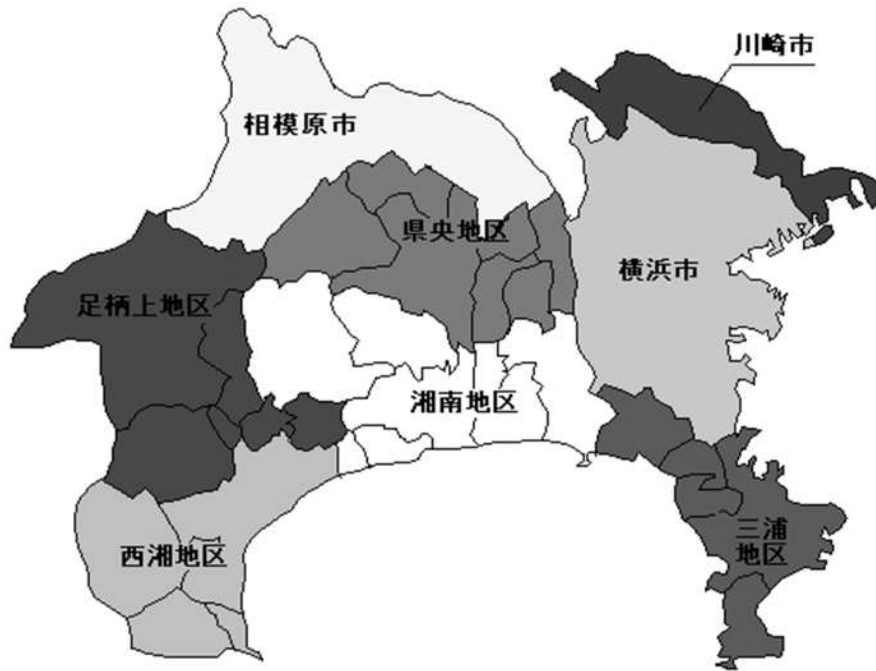 川崎市
相模原市
県央地区
横浜市
足柄上地区
湘南地区
三浦
地区
西湘地区